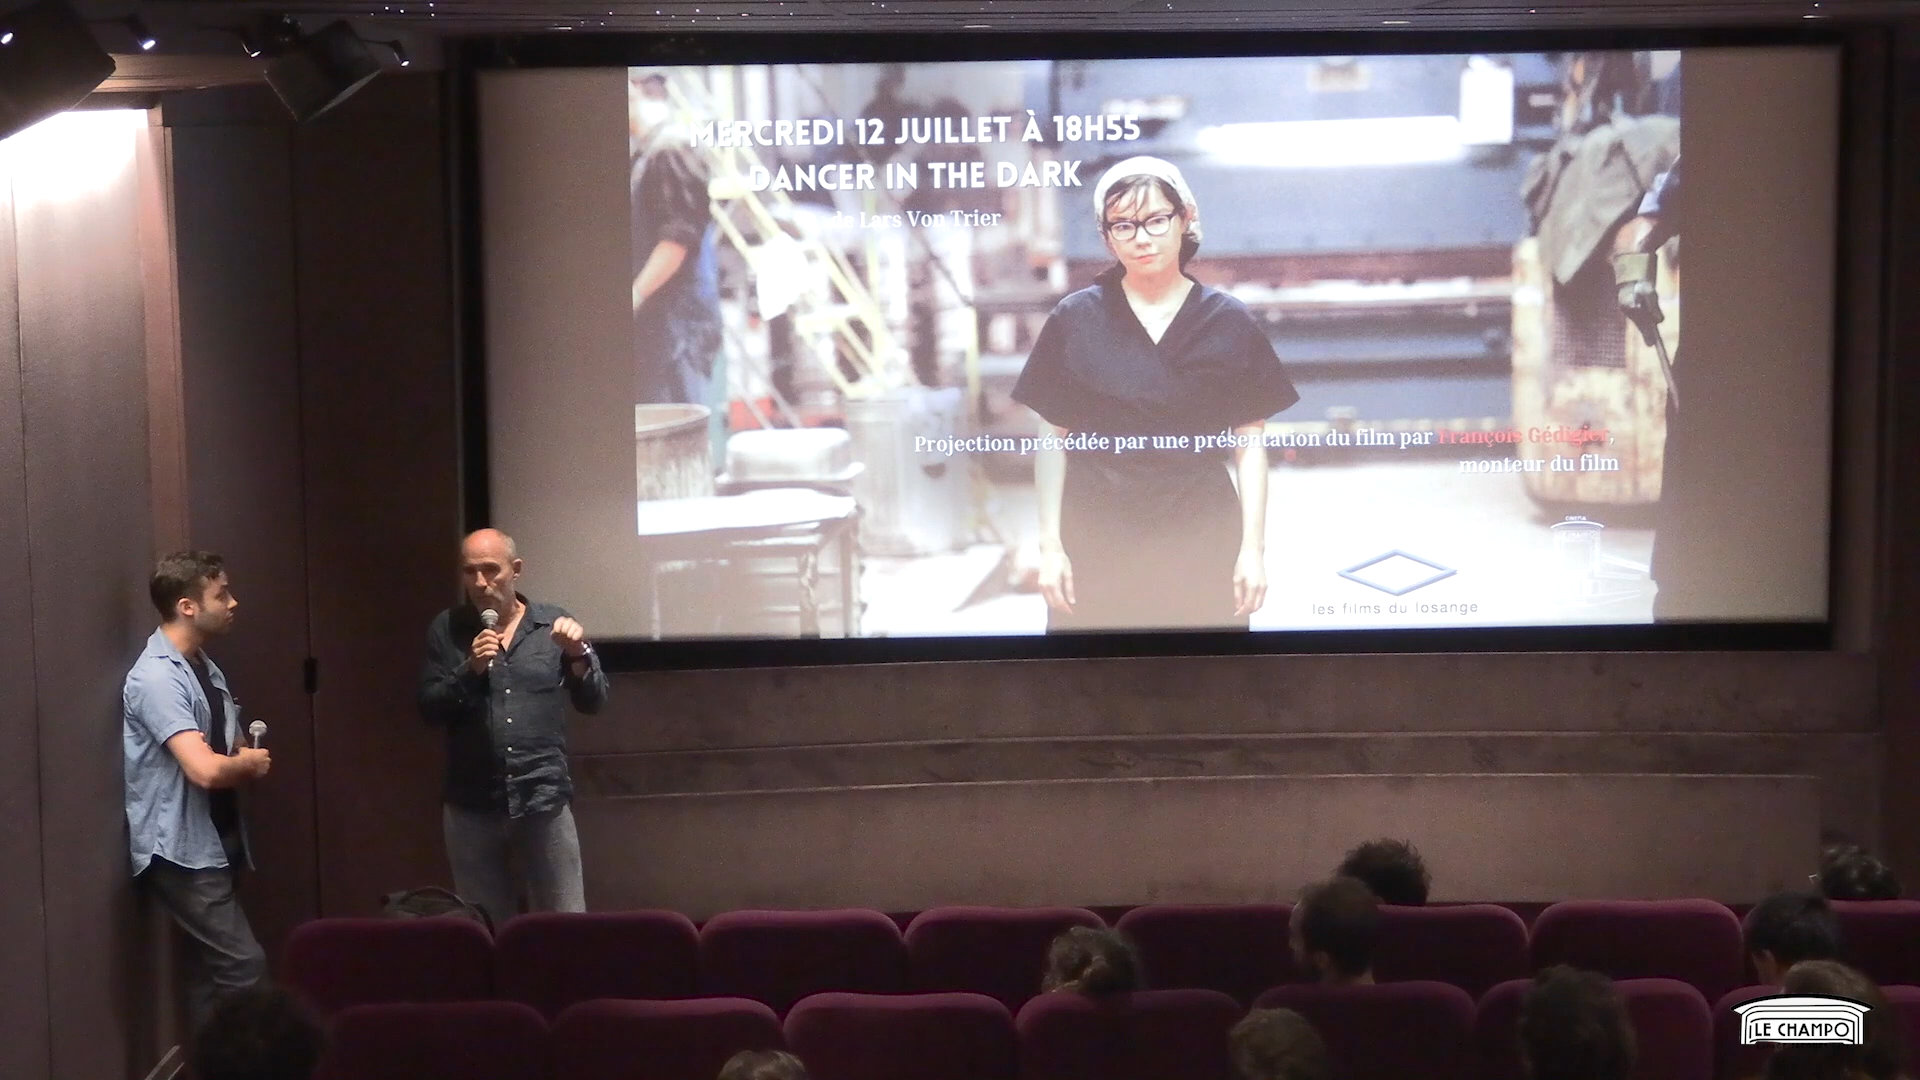 MERCREDI 12 JUILLET À 18H55
DANCER IN THE DARK
de Lars Von Trier
Projection précédée par une présentation du film par François Gédigier,
monteur du film
les films du losange
LE CHAMPO